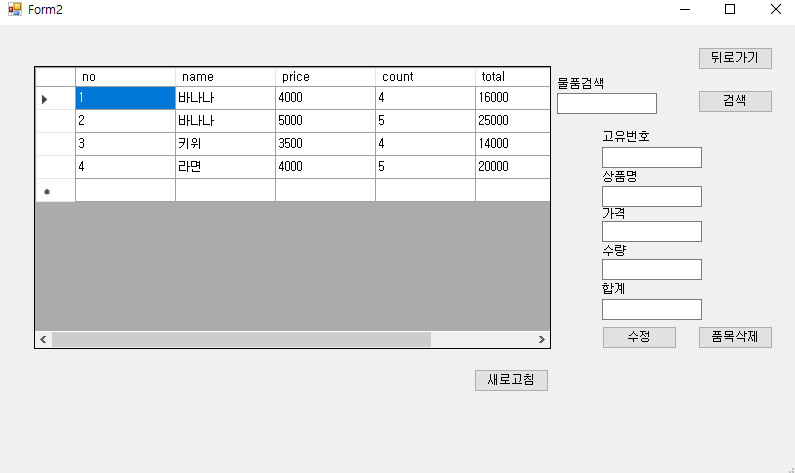 Form2
뒤로가기
no name price count total
물품검색
1 바나나 4000 4 16000
검색
2 바나나 5000 5 25000
3 키위 3500 4 14000
고유번호
4 라면 4000 5 20000
상품명
가격
수량
합계
수정 품목삭제
새로고침